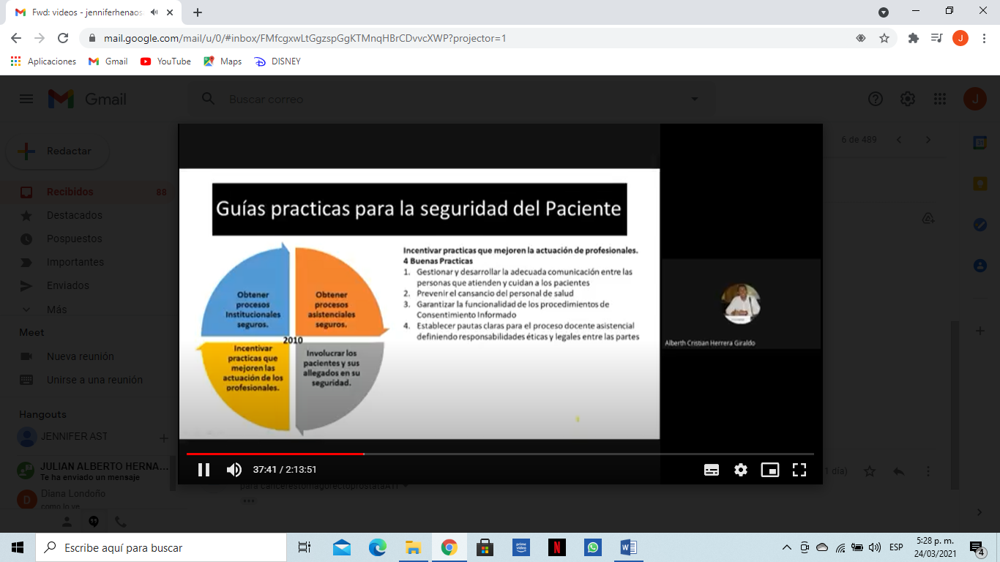 Fwd: videos - jenniferhenaos
mail.google.com/mail/u/0/#inbox/FMfcgxwLtGgzspGgKTMnqHBrCDvvcXWP?projector=1
Aplicaciones
Gmail
YouTube
Maps
DISNEY
Gmail
Buscar correo
J
J
Redactar
6 de 489
Recibidos 88
Destacados
Pospuestos
Importantes
Enviados
Más
Meet
Nueva reunión
Unirse a una reunión
Hangouts
JENNIFER AST
JULIAN ALBERTO HERNA...
Te ha enviado un mensaje
D
Diana Londoño
como lo ve
Guías practicas para la seguridad del Paciente
Obtener
procesos
Institucionales
seguros.
Obtener
procesos
asistenciales
seguros.
2010
Incentivar
practicas que
mejoren las
actuación de los
profesionales.
Involucrar los
pacientes y sus
allegados en su
seguridad.
Incentivar practicas que mejoren la actuación de profesionales.
4 Buenas Practicas
1. Gestionar y desarrollar la adecuada comunicación entre las
personas que atienden y cuidan a los pacientes
2. Prevenir el cansancio del personal de salud
3. Garantizar la funcionalidad de los procedimientos de
Consentimiento Informado
4. Establecer pautas claras para el proceso docente asistencial
definiendo responsabilidades éticas y legales entre las partes
Alberth Cristian Herrera Giraldo
37:41 / 2:13:51
1 día)
31
Escribe aquí para buscar
prime video
N
W
ESP
5:28 p. m.
24/03/2021
4